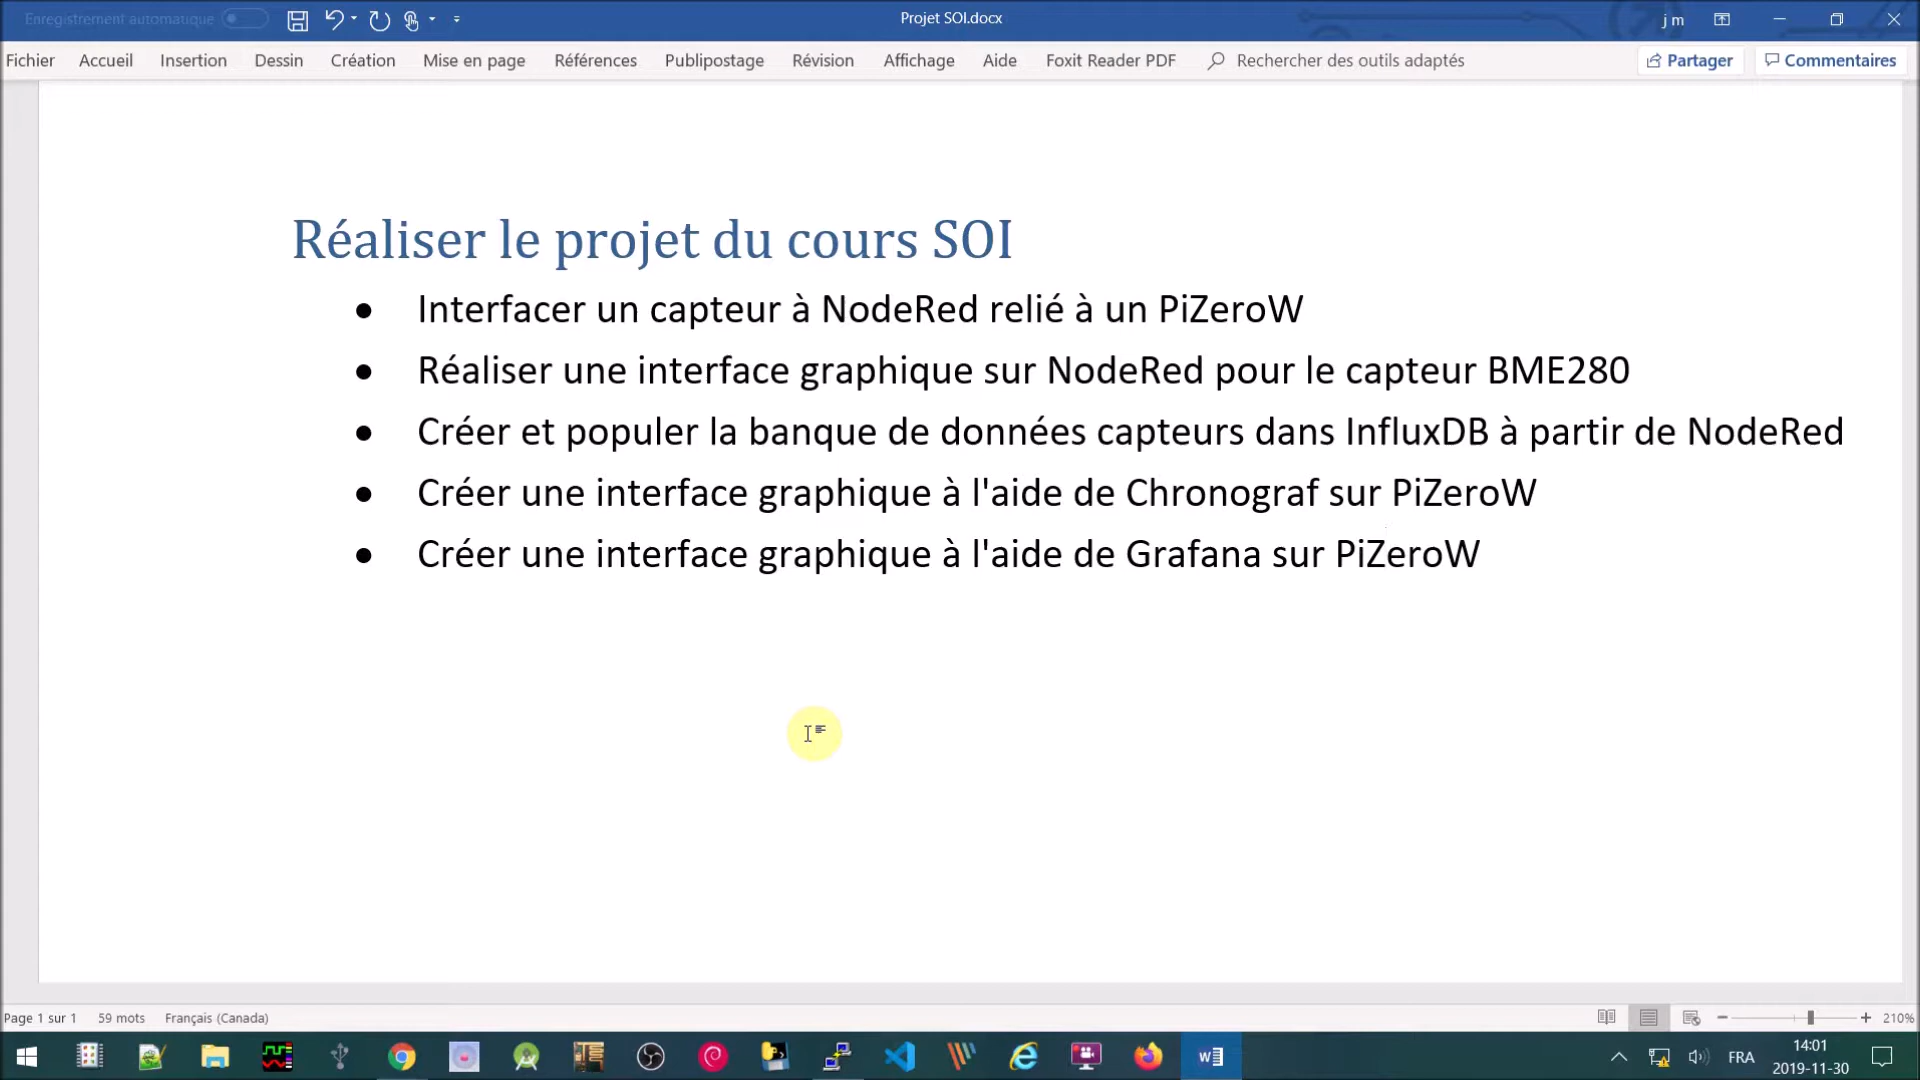 Enregistrement automatique
Projet SOI.docx
j m
Fichier Accueil Insertion Dessin Création Mise en page Références Publipostage Révision Affichage Aide Foxit Reader PDF Rechercher des outils adaptés Partager Commentaires
Réaliser le projet du cours SOI
● Interfacer un capteur à NodeRed relié à un PiZeroW
● Réaliser une interface graphique sur NodeRed pour le capteur BME280
● Créer et populer la banque de données capteurs dans InfluxDB à partir de NodeRed
● Créer une interface graphique à l'aide de Chronograf sur PiZeroW
● Créer une interface graphique à l'aide de Grafana sur PiZeroW
Page 1 sur 1 59 mots Français (Canada) 210%
FRA
14:01
2019-11-30